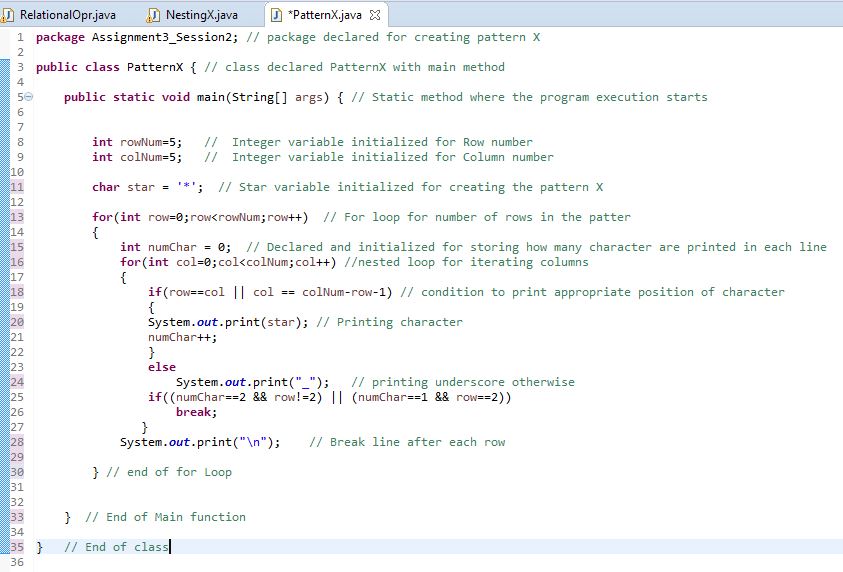 RelationalOpr.java NestingX.java *PatternX.java
1 package Assignment3_Session2; // package declared for creating pattern X
2
3 public class PatternX { // class declared PatternX with main method
4
5 public static void main(String[] args) { // Static method where the program execution starts
6
7
8 int rowNum=5; // Integer variable initialized for Row number
9 int colNum=5; // Integer variable initialized for Column number
10
11 char star = '*'; // Star variable initialized for creating the pattern X
12
13 for(int row=0;row<rowNum;row++) // For loop for number of rows in the patter
14 {
15 int numChar = 0; // Declared and initialized for storing how many character are printed in each line
16 for(int col=0;col<colNum;col++) //nested loop for iterating columns
17 {
18 if(row==col || col == colNum-row-1) // condition to print appropriate position of character
19 {
20 System.out.print(star); // Printing character
21 numChar++;
22 }
23 else
24 System.out.print("_"); // printing underscore otherwise
25 if((numChar==2 && row!=2) || (numChar==1 && row==2))
26 break;
27 }
28 System.out.print("\n"); // Break line after each row
29
30 } // end of for Loop
31
32
33 } // End of Main function
34
35 } // End of class
36